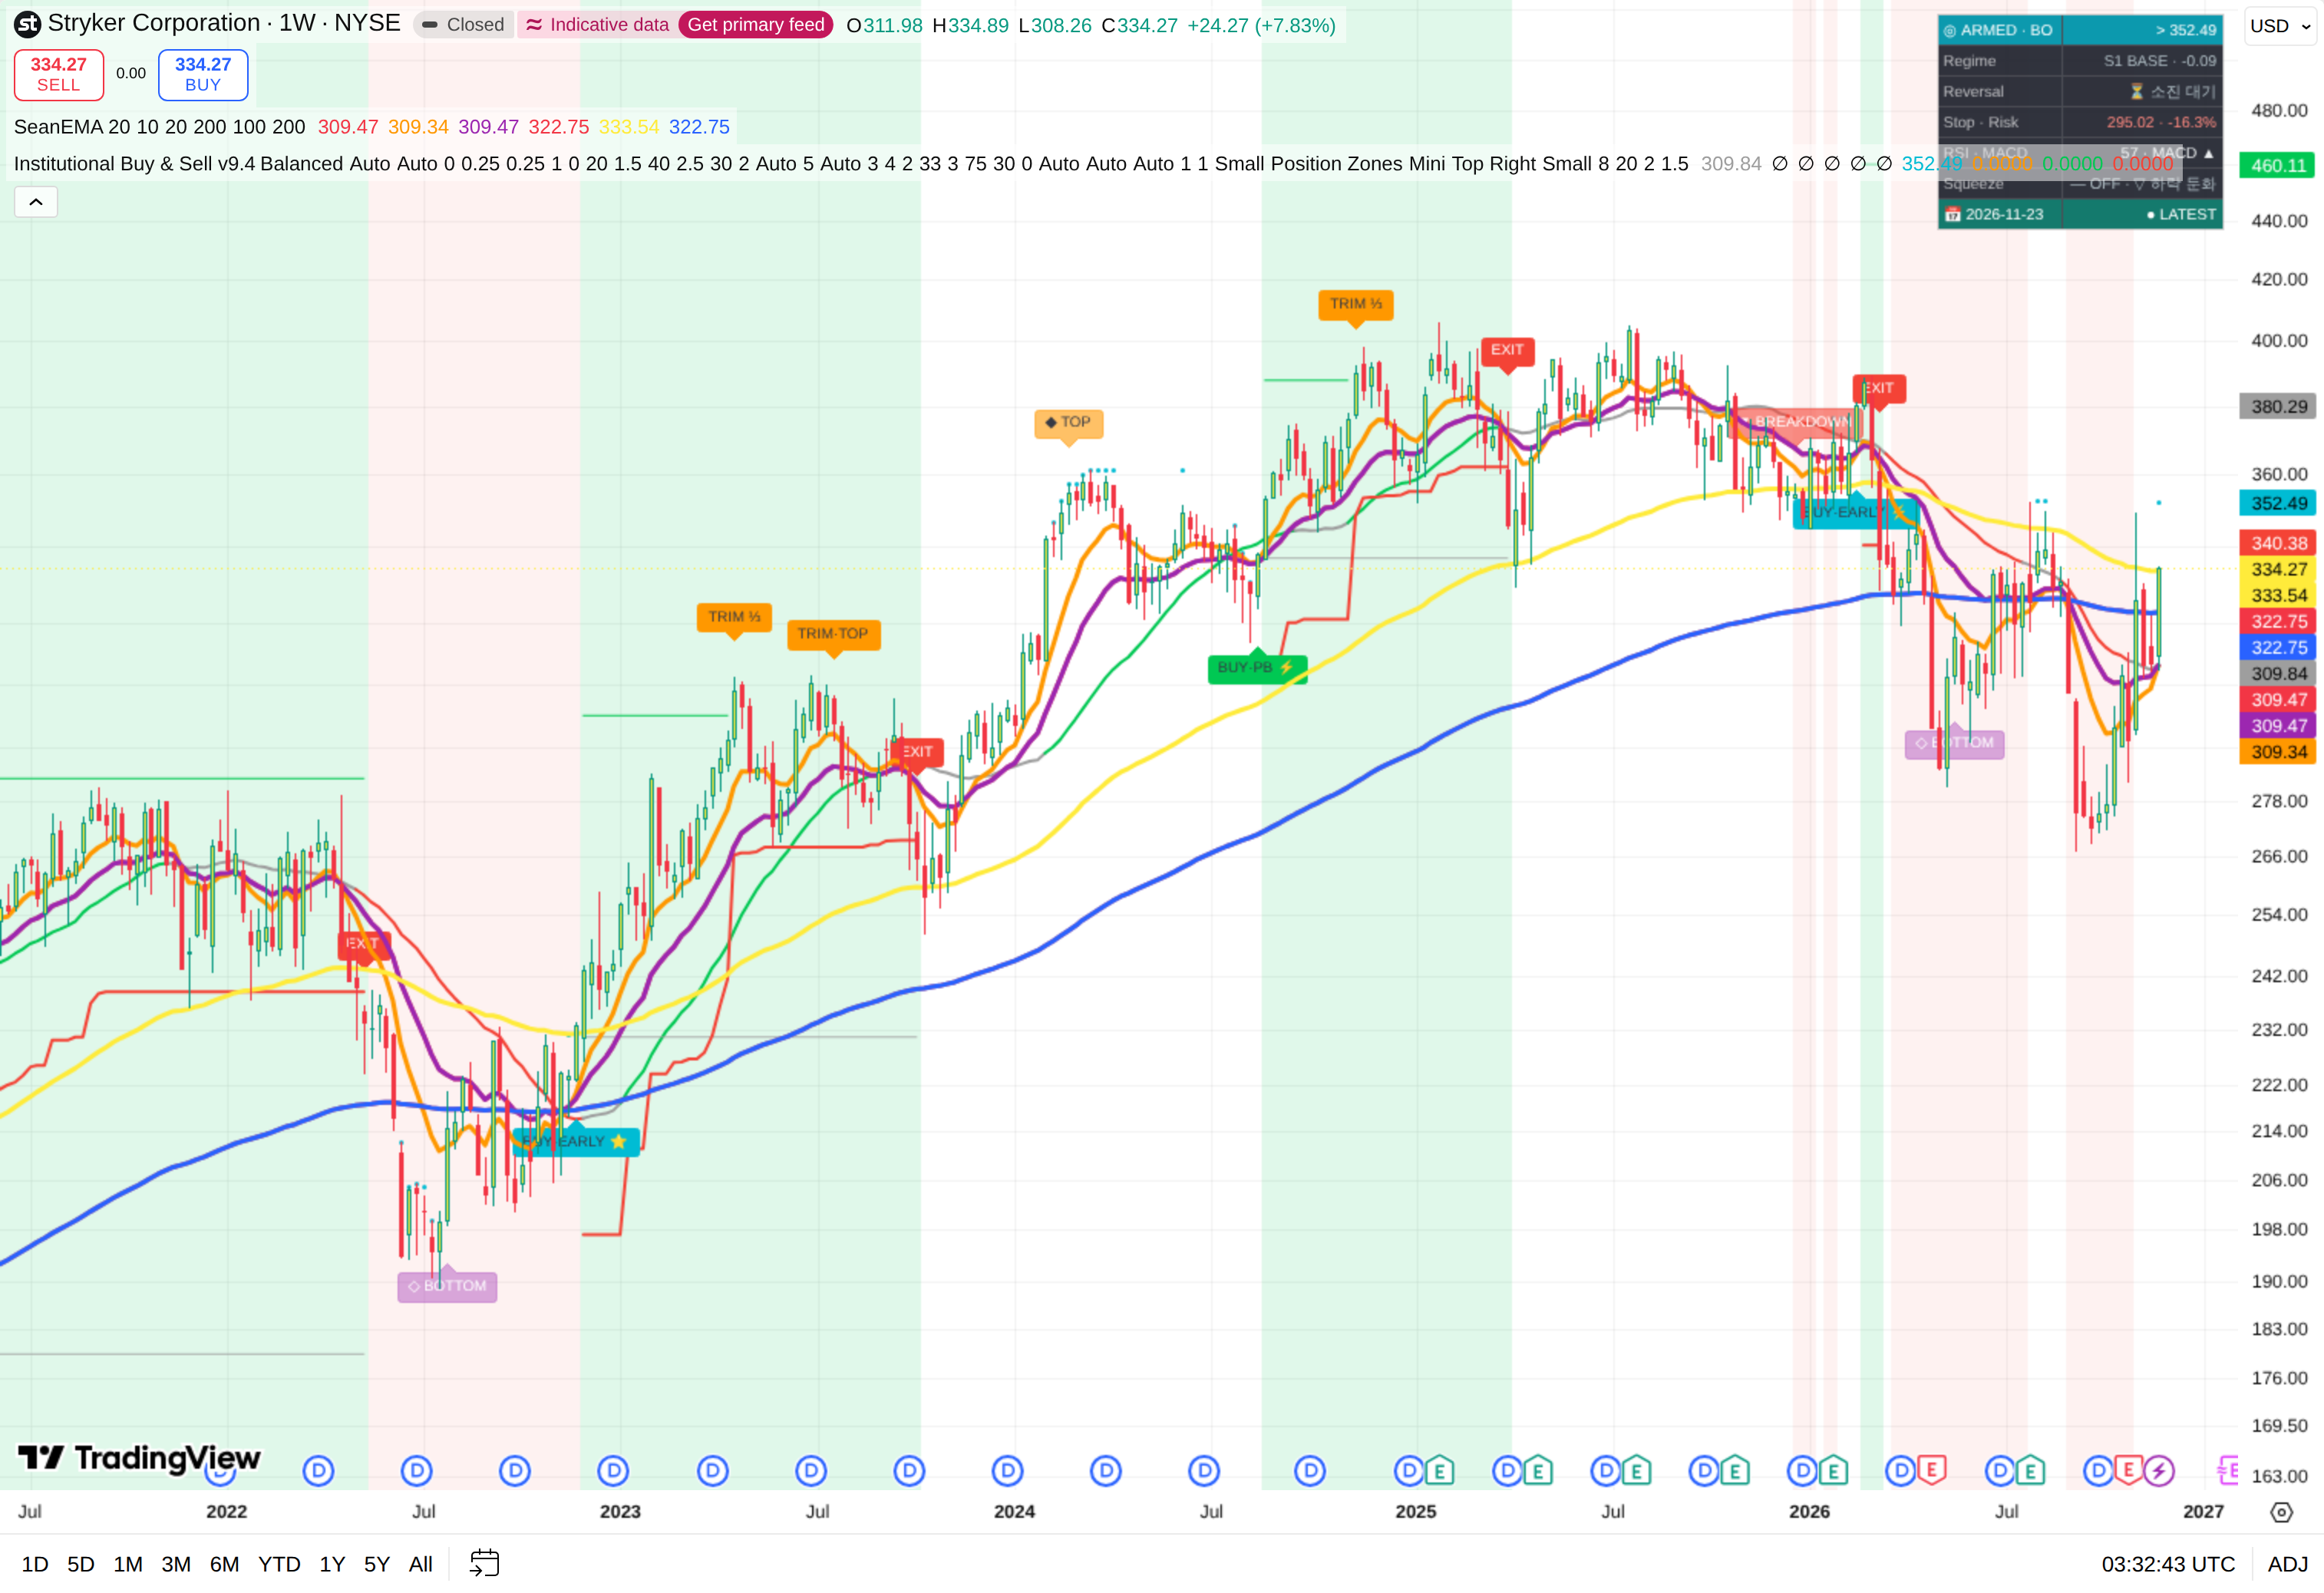 Stryker Corporation · 1W · NYSE Closed Indicative data Get primary feed O311.98 H334.89 L308.26 C334.27 +24.27 (+7.83%)
334.27 SELL 0.00 334.27 BUY
SeanEMA 20 10 20 200 100 200 309.47 309.34 309.47 322.75 333.54 322.75
Institutional Buy & Sell v9.4 Balanced Auto Auto 0 0.25 0.25 1 0 20 1.5 40 2.5 30 2 Auto 5 Auto 3 4 2 33 3 75 30 0 Auto Auto Auto 1 1 Small Position Zones Mini Top Right Small 8 20 2 1.5 309.84 ∅ ∅ ∅ ∅ ∅ 352.49 0.0000 0.0000 0.0000
◎ ARMED · BO > 352.49
Regime S1 BASE · -0.09
Reversal ⏳ 소진 대기
Stop · Risk 295.02 · -16.3%
RSI · MACD 57 · MACD ▲
Squeeze — OFF · ▽ 하락 둔화
📅 2026-11-23 ● LATEST
USD
480.00
460.11
440.00
420.00
400.00
380.29
360.00
352.49
340.38
334.27
333.54
322.75
322.75
309.84
309.47
309.47
309.34
278.00
266.00
254.00
242.00
232.00
222.00
214.00
206.00
198.00
190.00
183.00
176.00
169.50
163.00
TRIM ⅓
EXIT
EXIT
◆ TOP
BREAKDOWN
BUY-EARLY
TRIM ⅓
TRIM-TOP
BUY-PB ⚡
EXIT
◇ BOTTOM
EXIT
BUY-EARLY ⭐
◇ BOTTOM
TradingView
D D D D D D D D D D D D D E D E D E D E D E D E D E D E E
Jul 2022 Jul 2023 Jul 2024 Jul 2025 Jul 2026 Jul 2027
1D 5D 1M 3M 6M YTD 1Y 5Y All 03:32:43 UTC ADJ